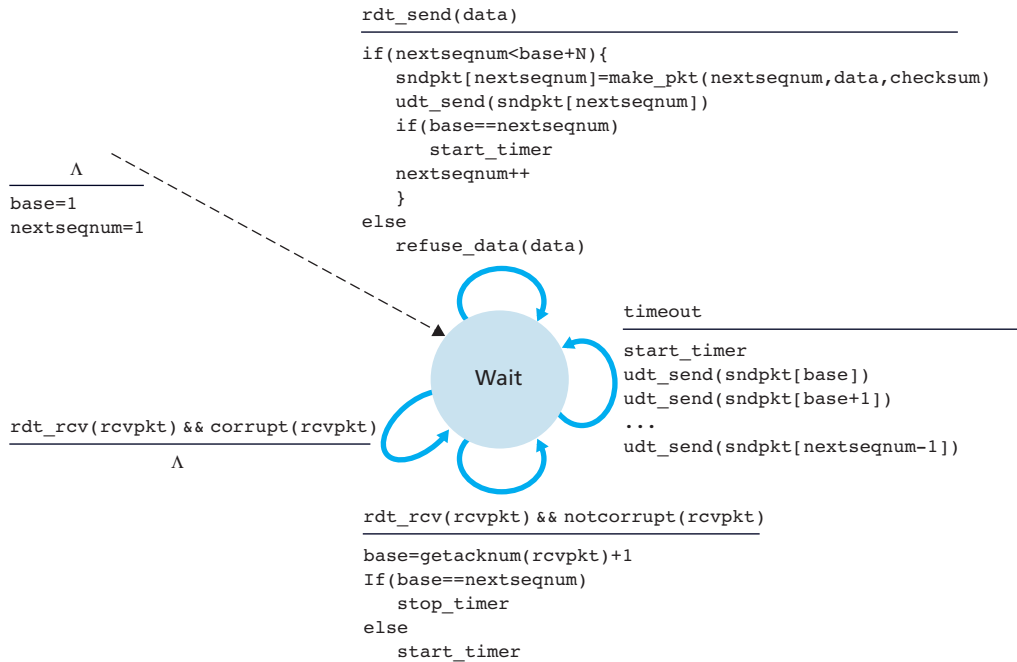 rdt_send(data)
if(nextseqnum<base+N){
sndpkt[nextseqnum]=make_pkt(nextseqnum,data,checksum)
udt_send(sndpkt[nextseqnum])
if(base==nextseqnum)
start_timer
nextseqnum++
}
else
refuse_data(data)
Λ
base=1
nextseqnum=1
Wait
timeout
start_timer
udt_send(sndpkt[base])
udt_send(sndpkt[base+1])
...
udt_send(sndpkt[nextseqnum-1])
rdt_rcv(rcvpkt) && corrupt(rcvpkt)
Λ
rdt_rcv(rcvpkt) && notcorrupt(rcvpkt)
base=getacknum(rcvpkt)+1
If(base==nextseqnum)
stop_timer
else
start_timer